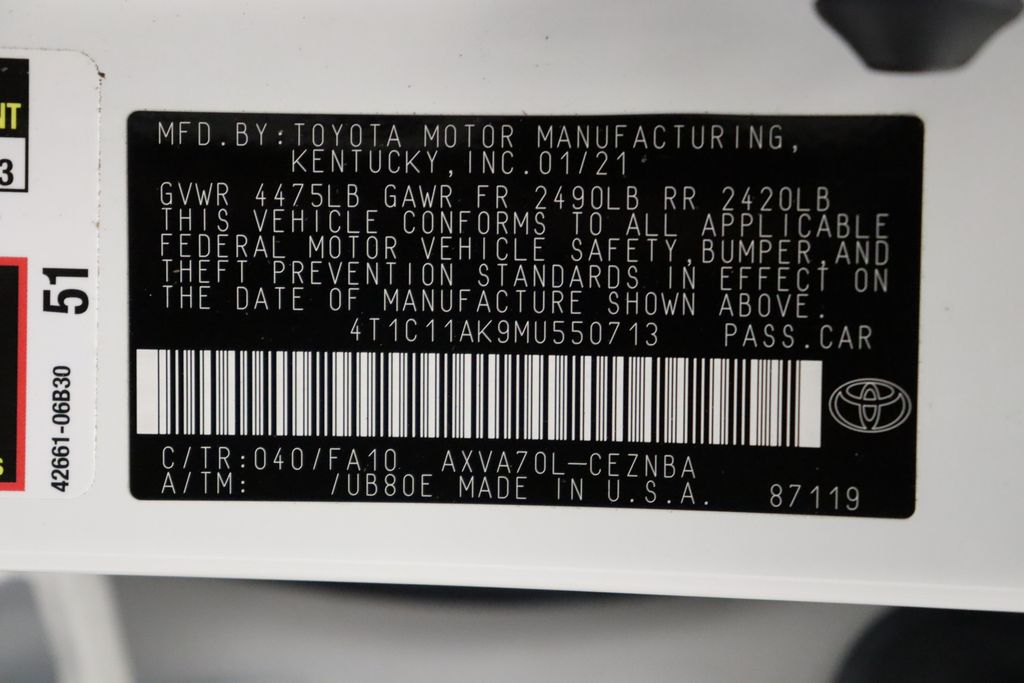 MFD.BY:TOYOTA MOTOR MANUFACTURING,
KENTUCKY,INC.01/21
GVWR 4475LB GAWR FR 2490LB RR 2420LB
THIS VEHICLE CONFORMS TO ALL APPLICABLE
FEDERAL MOTOR VEHICLE SAFETY,BUMPER,AND
THEFT PREVENTION STANDARDS IN EFFECT ON
THE DATE OF MANUFACTURE SHOWN ABOVE.
4T1C11AK9MU550713 PASS.CAR
C/TR:040/FA10 AXVA70L-CEZNBA
A/TM: /UB80E MADE IN U.S.A. 87119
NT
3
51
42661-06B30
S